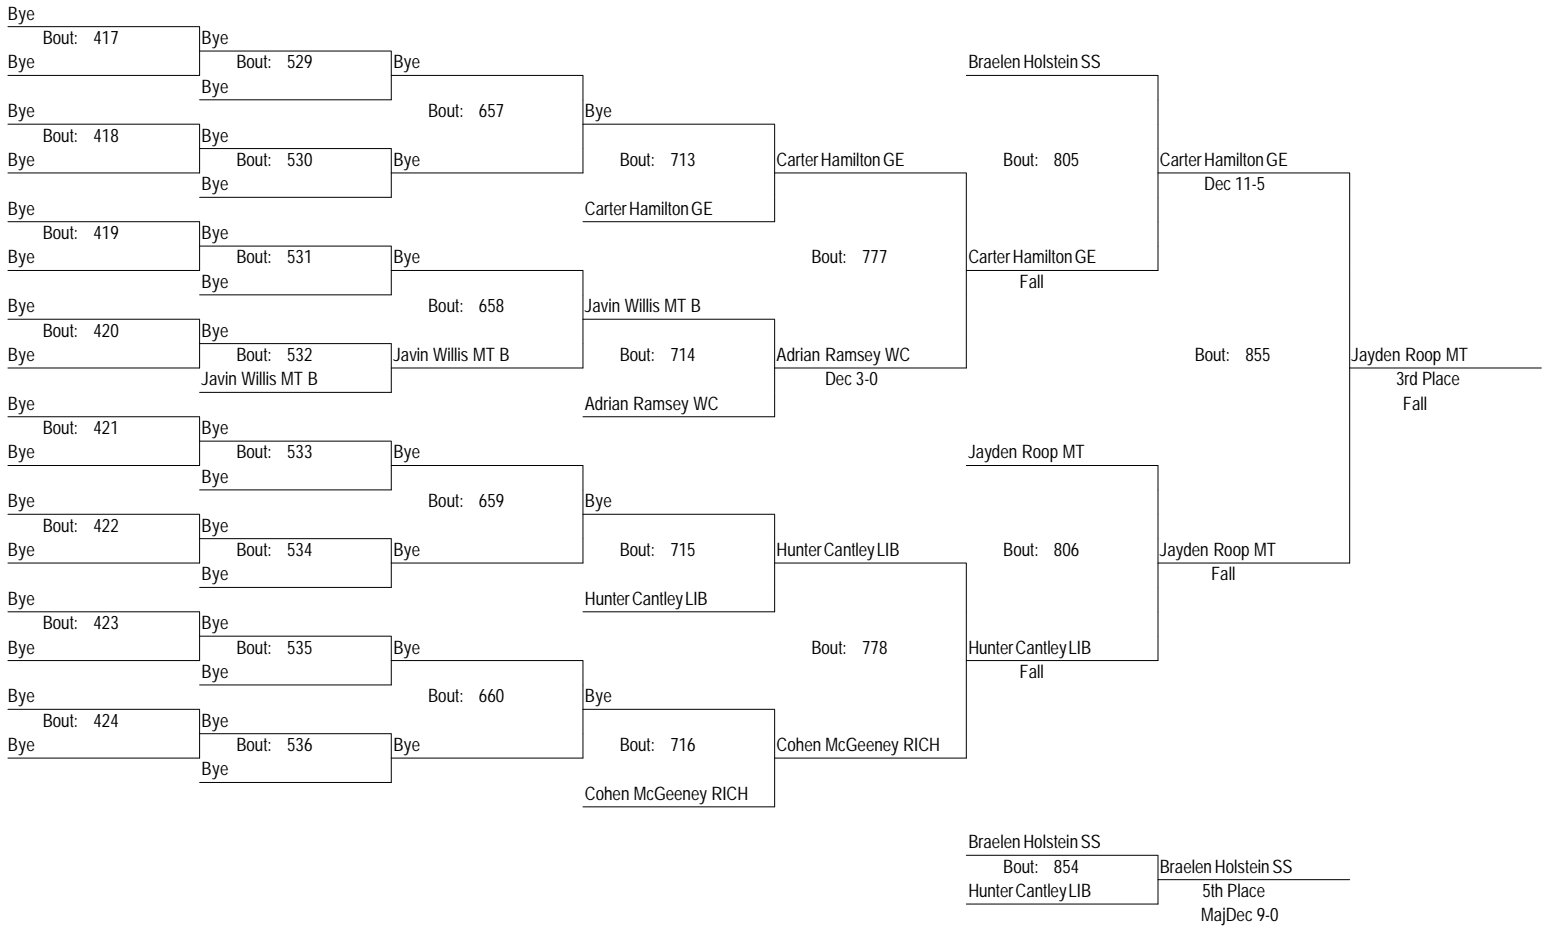 Bye
Bout: 417
Bye
Bye
Bout: 418
Bye
Bye
Bout: 419
Bye
Bye
Bout: 420
Bye
Bye
Bout: 421
Bye
Bye
Bout: 422
Bye
Bye
Bout: 423
Bye
Bye
Bout: 424
Bye
Bye
Bout: 529
Bye
Bye
Bout: 530
Bye
Bye
Bout: 531
Bye
Bye
Bout: 532
Javin Willis MT B
Bye
Bout: 533
Bye
Bye
Bout: 534
Bye
Bye
Bout: 535
Bye
Bye
Bout: 536
Bye
Bye
Bout: 657
Bye
Bye
Bout: 658
Javin Willis MT B
Bye
Bout: 659
Bye
Bye
Bout: 660
Bye
Bye
Bout: 713
Carter Hamilton GE
Javin Willis MT B
Bout: 714
Adrian Ramsey WC
Bye
Bout: 715
Hunter Cantley LIB
Bye
Bout: 716
Cohen McGeeney RICH
Carter Hamilton GE
Bout: 777
Adrian Ramsey WC
Dec 3-0
Hunter Cantley LIB
Bout: 778
Cohen McGeeney RICH
Braelen Holstein SS
Bout: 805
Carter Hamilton GE
Fall
Jayden Roop MT
Bout: 806
Hunter Cantley LIB
Fall
Carter Hamilton GE
Dec 11-5
Bout: 855
Jayden Roop MT
Fall
Jayden Roop MT
3rd Place
Fall
Braelen Holstein SS
Bout: 854
Hunter Cantley LIB
Braelen Holstein SS
5th Place
MajDec 9-0